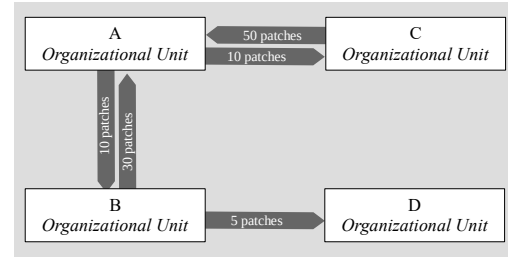 A
Organizational Unit
50 patches
10 patches
C
Organizational Unit
10 patches
30 patches
B
Organizational Unit
5 patches
D
Organizational Unit